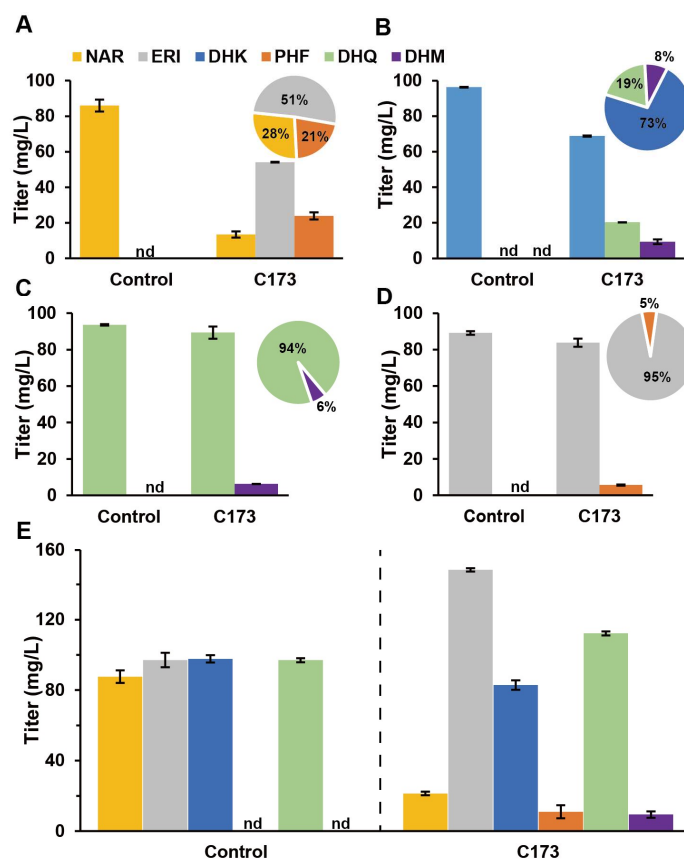 A
B
NAR ERI DHK PHF DHQ DHM
Titer (mg/L)
100
80
60
40
20
0
nd
51%
28%
21%
Control
C173
Titer (mg/L)
100
80
60
40
20
0
nd nd
8%
19%
73%
Control
C173
C
Titer (mg/L)
100
80
60
40
20
0
nd
94%
6%
Control
C173
D
Titer (mg/L)
100
80
60
40
20
0
nd
5%
95%
Control
C173
E
Titer (mg/L)
160
120
80
40
0
nd nd
Control
C173